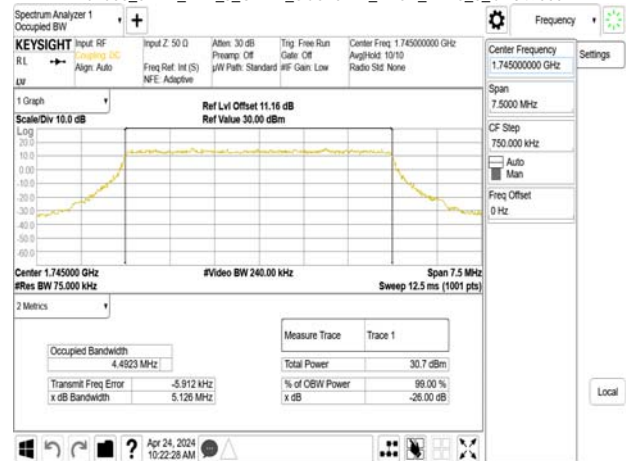 Spectrum Analyzer 1
Occupied BW
+
Frequency
KEYSIGHT
RL
LV
Input: RF
Coupling: DC
Align: Auto
Input Z: 50 Ω
Freq Ref: Int (S)
NFE: Adaptive
Atten: 30 dB
Preamp: Off
µW Path: Standard
Trig: Free Run
Gate: Off
#IF Gain: Low
Center Freq: 1.745000000 GHz
Avg|Hold: 10/10
Radio Std: None
Center Frequency
1.745000000 GHz
Settings
Span
7.5000 MHz
CF Step
750.000 kHz
Auto
Man
Freq Offset
0 Hz
1 Graph
Scale/Div 10.0 dB
Ref Lvl Offset 11.16 dB
Ref Value 30.00 dBm
Log
20.0
10.0
0.00
-10.0
-20.0
-30.0
-40.0
-50.0
-60.0
Center 1.745000 GHz
#Video BW 240.00 kHz
Span 7.5 MHz
#Res BW 75.000 kHz
Sweep 12.5 ms (1001 pts)
2 Metrics
Measure Trace
Trace 1
Occupied Bandwidth
4.4923 MHz
Total Power
30.7 dBm
Transmit Freq Error
-5.912 kHz
% of OBW Power
99.00 %
x dB Bandwidth
5.126 MHz
x dB
-26.00 dB
Local
?
Apr 24, 2024
10:22:28 AM